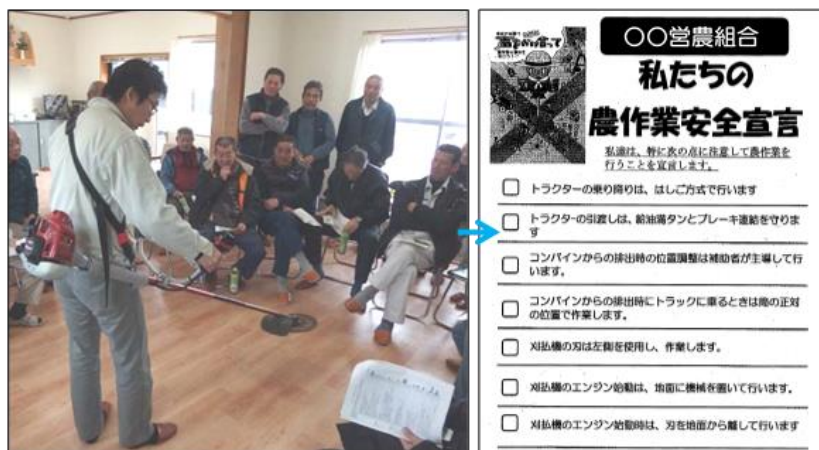 〇〇営農組合
私たちの
農作業安全宣言
私達は、特に次の点に注意して農作業を
行うことを宣言します。
トラクターの乗り降りは、はしご方式で行います
トラクターの引渡しは、給油満タンとブレーキ連結を守りま
す
コンバインからの排出時の位置調整は補助者が主導して行
います。
コンバインからの排出時にトラックに乗るときは
の位置で作業します。
刈払機の刃は左側を使用し、作業します。
刈払機のエンジン始動は、地面に機械を置いて行います。
刈払機のエンジン始動時は、刃を地面から離して行います